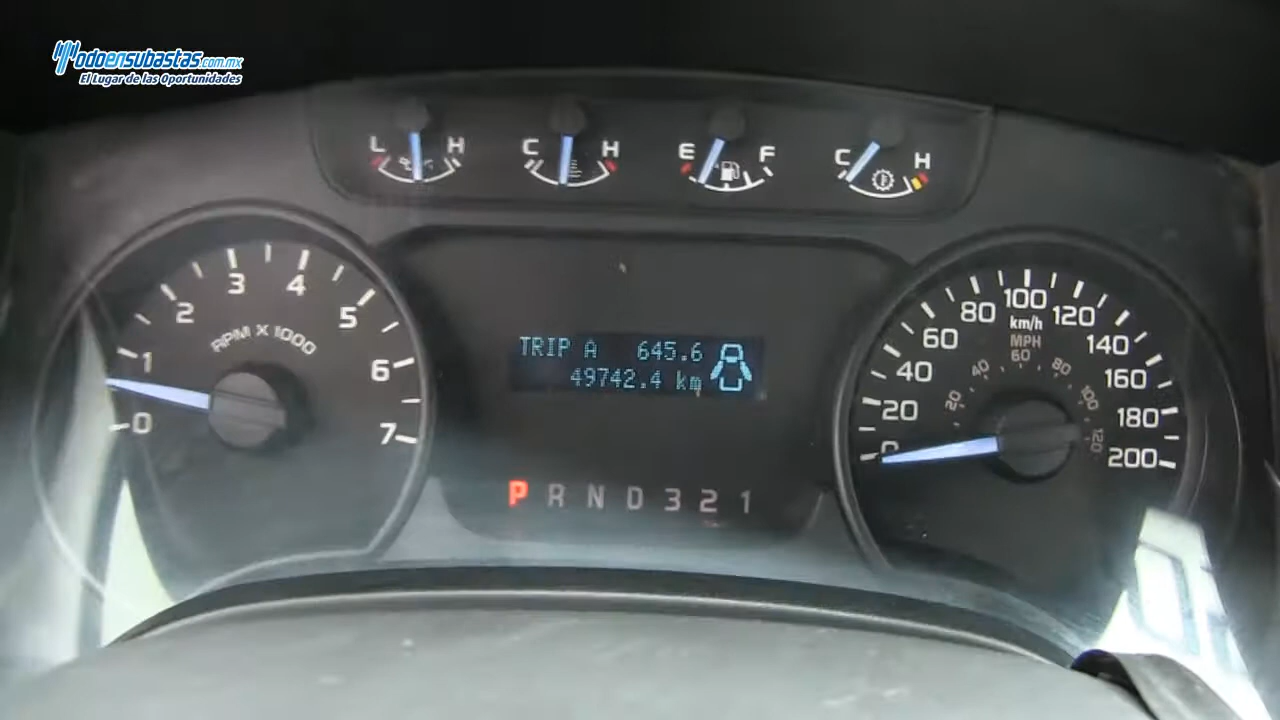 todoensubastas.com.mx
El Lugar de las Oportunidades
L H
C H
E F
C H
0 1 2 3 4 5 6 7
RPM X 1000
TRIP A 645.6
49742.4 km
P R N D 3 2 1
0 20 40 60 80 100 120 140 160 180 200
km/h
MPH
20 40 60 80 100 120